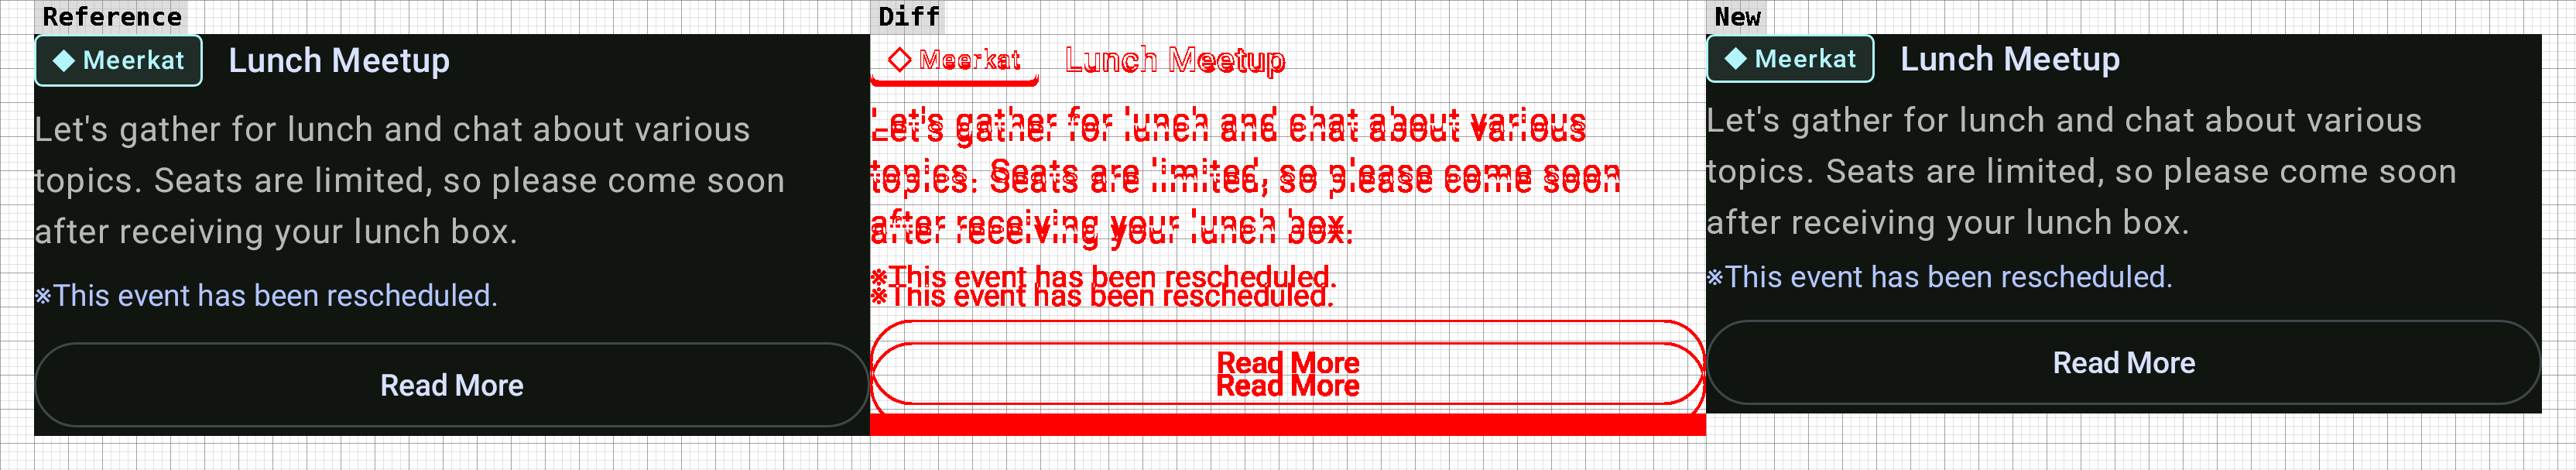 Reference
◆ Meerkat Lunch Meetup
Let's gather for lunch and chat about various
topics. Seats are limited, so please come soon
after receiving your lunch box.
※This event has been rescheduled.
Read More
Diff
◇ Meerkat Lunch Meetup
Let's gather for lunch and chat about various
topics. Seats are limited, so please come soon
after receiving your lunch box.
※This event has been rescheduled.
※This event has been rescheduled.
Read More
Read More
New
◆ Meerkat Lunch Meetup
Let's gather for lunch and chat about various
topics. Seats are limited, so please come soon
after receiving your lunch box.
※This event has been rescheduled.
Read More